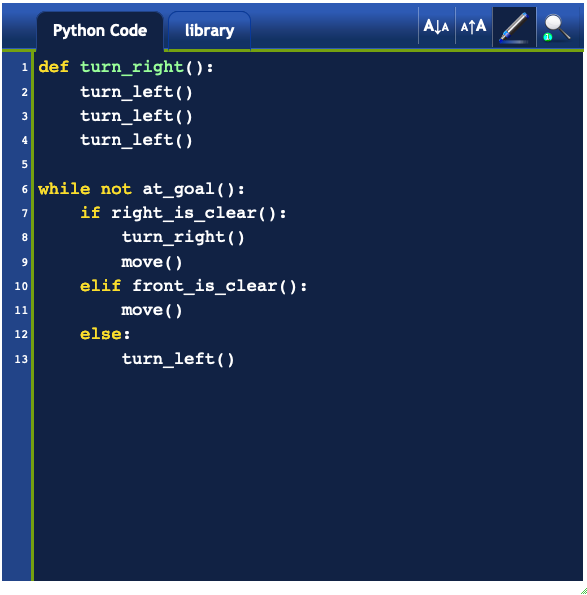 Python Code library A↓A A↑A
1 def turn_right():
2     turn_left()
3     turn_left()
4     turn_left()
5
6 while not at_goal():
7     if right_is_clear():
8         turn_right()
9         move()
10     elif front_is_clear():
11         move()
12     else:
13         turn_left()